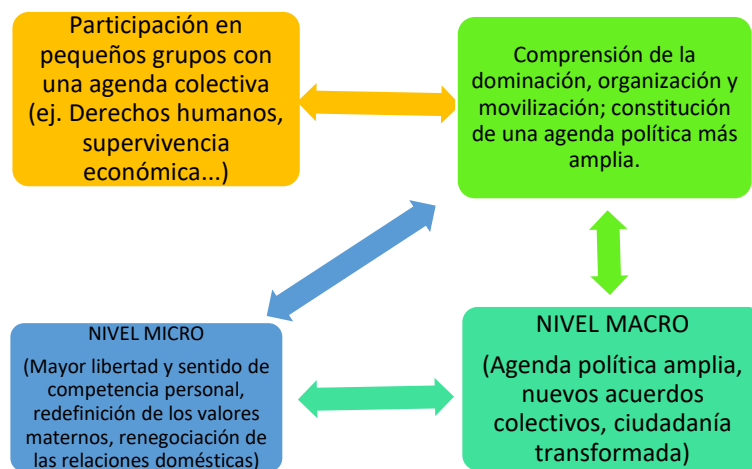 Participación en
pequeños grupos con
una agenda colectiva
(ej. Derechos humanos,
supervivencia
económica...)
Comprensión de la
dominación, organización y
movilización; constitución
de una agenda política más
amplia.
NIVEL MICRO
(Mayor libertad y sentido de
competencia personal,
redefinición de los valores
maternos, renegociación de
las relaciones domésticas)
NIVEL MACRO
(Agenda política amplia,
nuevos acuerdos
colectivos, ciudadanía
transformada)